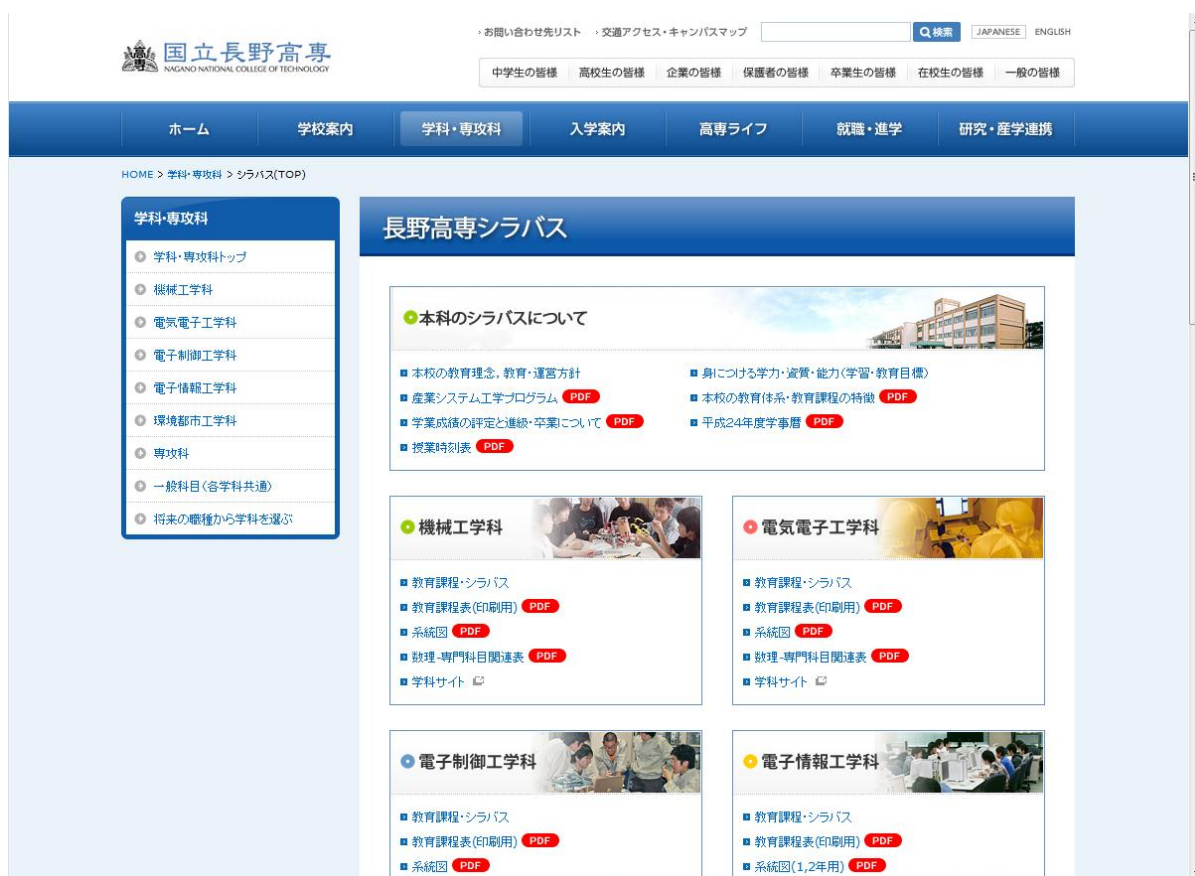 ›お問い合わせ先リスト ›交通アクセス・キャンパスマップ 検索 JAPANESE ENGLISH
国立長野高専
NAGANO NATIONAL COLLEGE OF TECHNOLOGY
中学生の皆様 高校生の皆様 企業の皆様 保護者の皆様 卒業生の皆様 在校生の皆様 一般の皆様
ホーム 学校案内 学科・専攻科 入学案内 高専ライフ 就職・進学 研究・産学連携
HOME > 学科・専攻科 > シラバス(TOP)
学科・専攻科
学科・専攻科トップ
機械工学科
電気電子工学科
電子制御工学科
電子情報工学科
環境都市工学科
専攻科
一般科目(各学科共通)
将来の職種から学科を選ぶ
長野高専シラバス
本科のシラバスについて
本校の教育理念,教育・運営方針
身につける学力・資質・能力(学習・教育目標)
産業システム工学プログラム PDF
本校の教育体系・教育課程の特徴 PDF
学業成績の評定と進級・卒業について PDF
平成24年度学事暦 PDF
授業時刻表 PDF
機械工学科
教育課程・シラバス
教育課程表(印刷用) PDF
系統図 PDF
数理-専門科目関連表 PDF
学科サイト
電気電子工学科
教育課程・シラバス
教育課程表(印刷用) PDF
系統図 PDF
数理-専門科目関連表 PDF
学科サイト
電子制御工学科
教育課程・シラバス
教育課程表(印刷用) PDF
系統図 PDF
電子情報工学科
教育課程・シラバス
教育課程表(印刷用) PDF
系統図(1,2年用) PDF